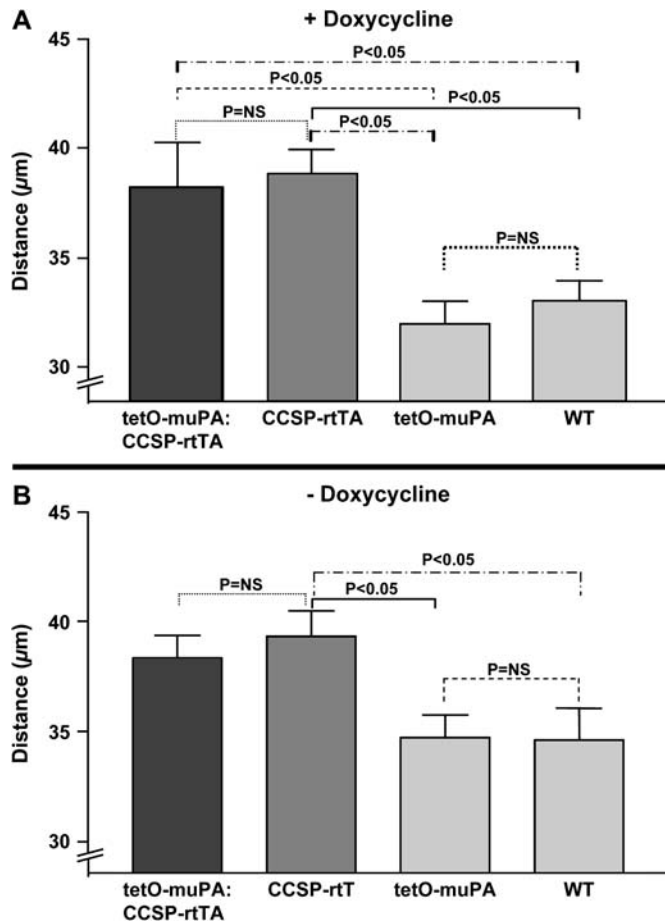 A
+ Doxycycline
45
40
35
30
Distance (µm)
P<0.05
P<0.05
P<0.05
P=NS
P<0.05
P=NS
tetO-muPA:
CCSP-rtTA
CCSP-rtTA
tetO-muPA
WT
B
- Doxycycline
45
40
35
30
Distance (µm)
P<0.05
P=NS
P<0.05
P=NS
tetO-muPA:
CCSP-rtTA
CCSP-rtT
tetO-muPA
WT